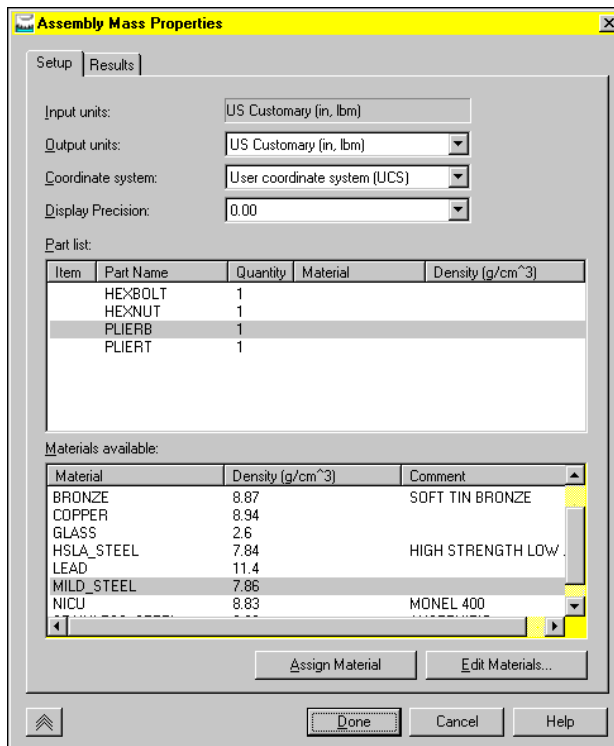 Assembly Mass Properties
Setup Results
Input units: US Customary (in, lbm)
Output units: US Customary (in, lbm)
Coordinate system: User coordinate system (UCS)
Display Precision: 0.00
Part list:
Item Part Name Quantity Material Density (g/cm^3)
HEXBOLT 1
HEXNUT 1
PLIERB 1
PLIERT 1
Materials available:
Material Density (g/cm^3) Comment
BRONZE 8.87 SOFT TIN BRONZE
COPPER 8.94
GLASS 2.6
HSLA_STEEL 7.84 HIGH STRENGTH LOW .
LEAD 11.4
MILD_STEEL 7.86
NICU 8.83 MONEL 400
Assign Material Edit Materials...
Done Cancel Help